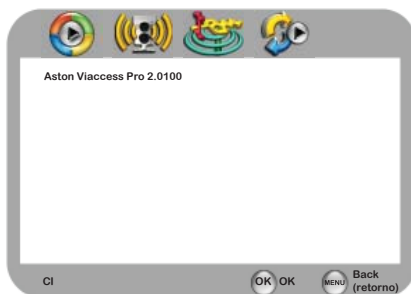 Aston Viaccess Pro 2.0100
CI
OK OK
MENU Back
(retorno)